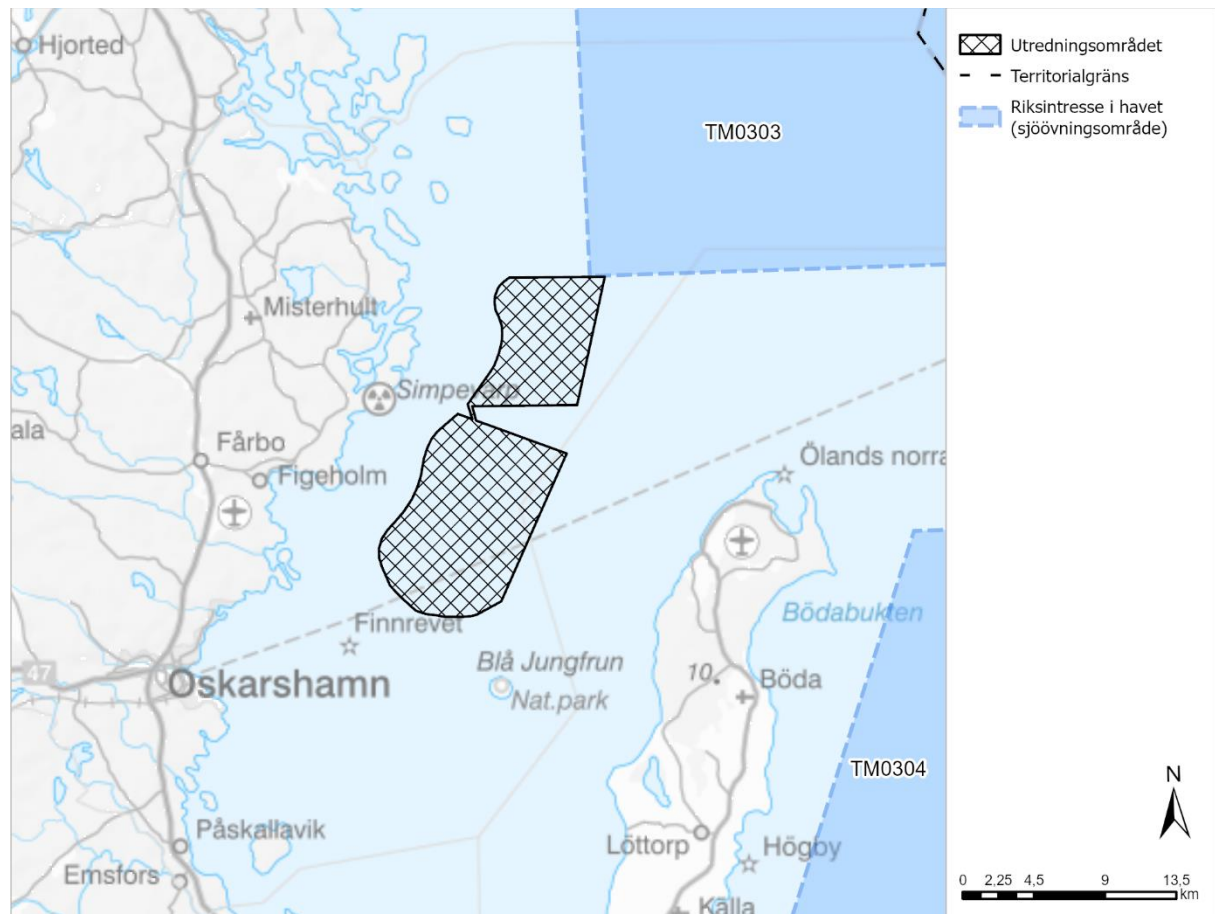 Hjorted
TM0303
Misterhult
Simpevarp
ala
Fårbo
Figeholm
Ölands norra
Bödabukten
Finnrevet
47
Oskarshamn
Blå Jungfrun
Nat.park
10.
Böda
TM0304
Påskallavik
Löttorp
Högby
Emsfors
Källa
Utredningsområdet
Territorialgräns
Riksintresse i havet
(sjöövningsområde)
N
0 2,25 4,5 9 13,5
km